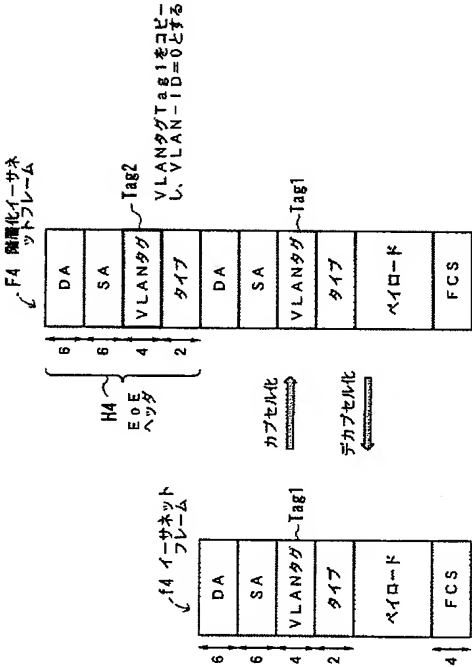 f4 イーサネット
フレーム
6
DA
6
SA
4
VLANタグ
Tag1
2
タイプ
ペイロード
4
FCS
カプセル化
デカプセル化
F4 階層化イーサネ
ットフレーム
H4
EoE
ヘッダ
6
DA
6
SA
4
VLANタグ
Tag2
VLANタグTag1をコピー
し、VLAN-ID=0とする
2
タイプ
DA
SA
VLANタグ
Tag1
タイプ
ペイロード
FCS